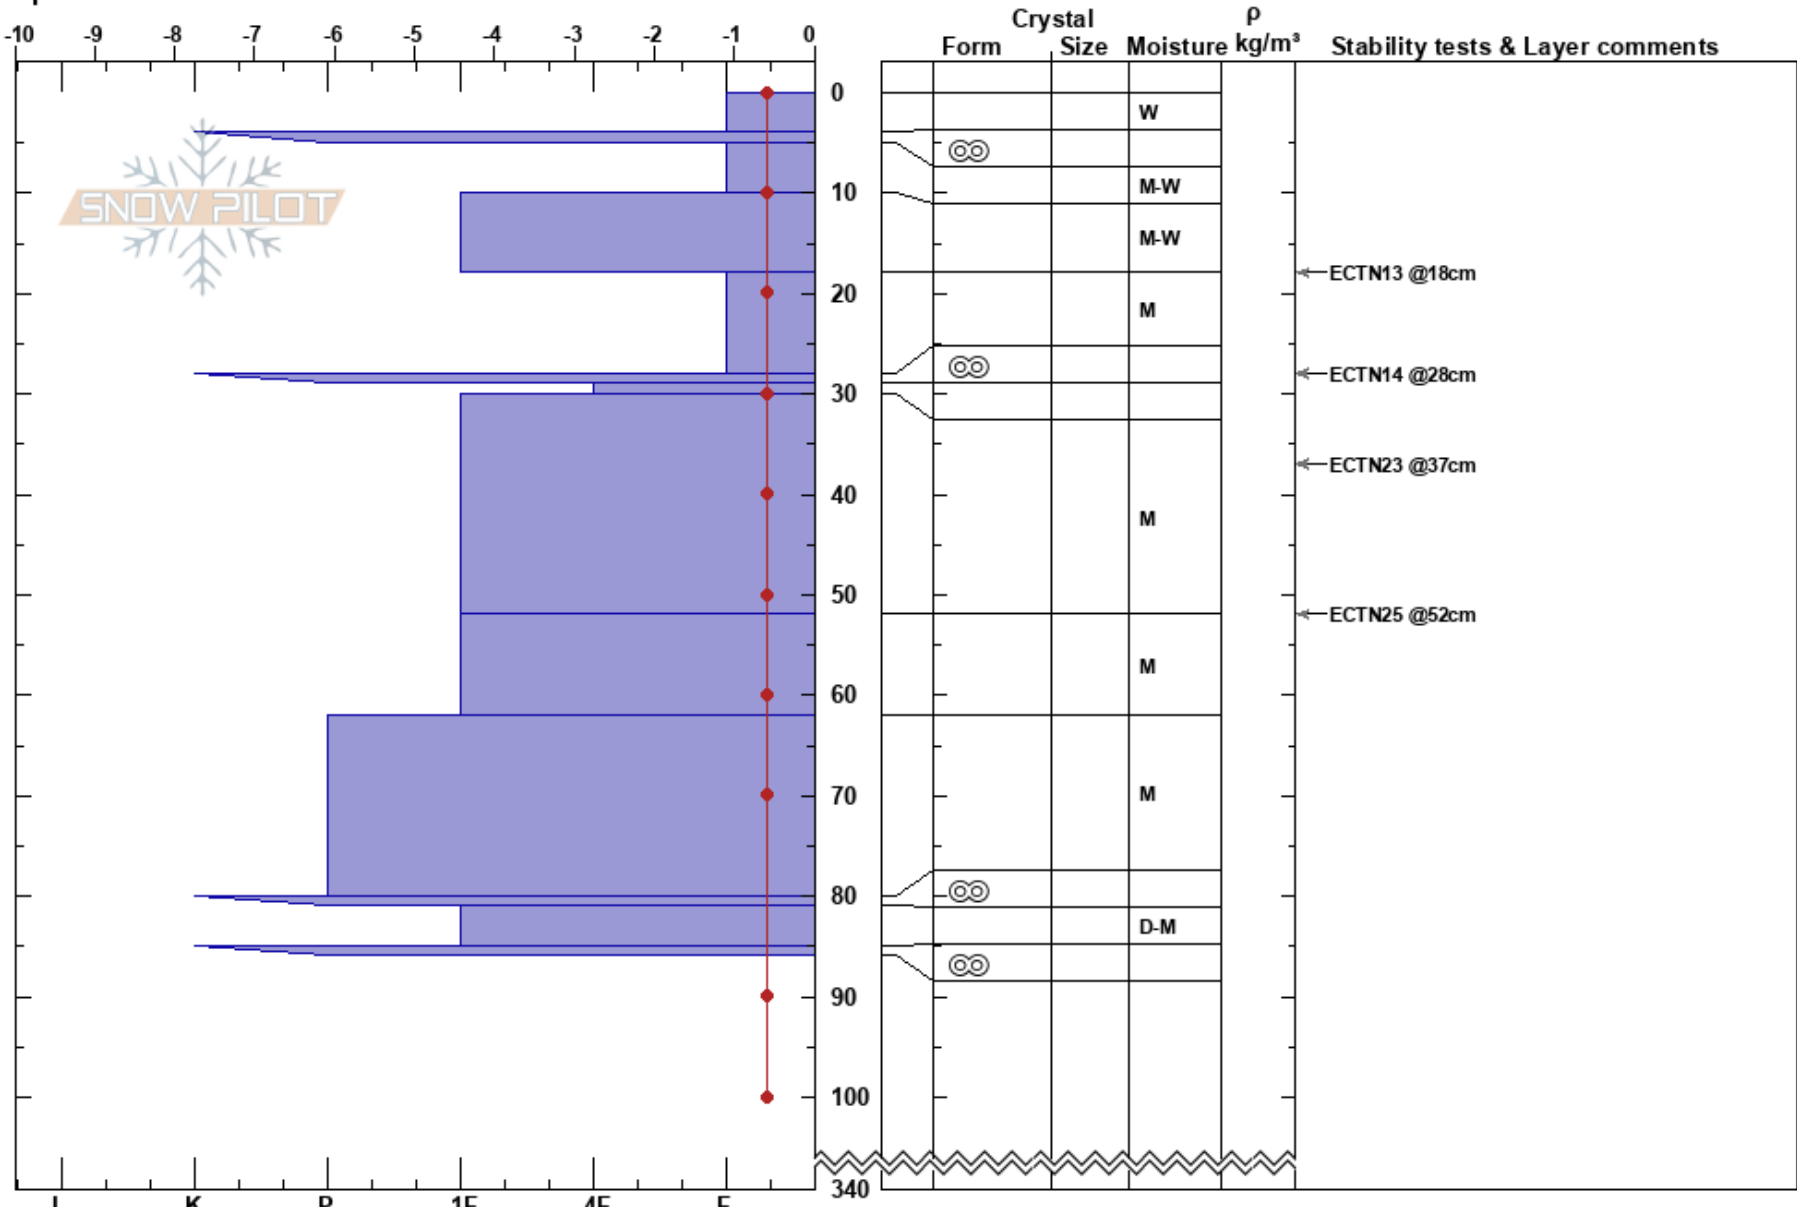 Crystal ρ
-10 -9 -8 -7 -6 -5 -4 -3 -2 -1 0 Form Size Moisture kg/m³ Stability tests & Layer comments
0
W
SNOW PILOT
10
M-W
M-W
ECTN13 @18cm
20
M
ECTN14 @28cm
30
ECTN23 @37cm
40
M
50
ECTN25 @52cm
M
60
70
M
80
D-M
90
100
340
I K P 1F 4F F